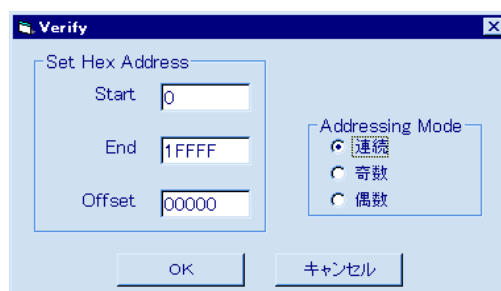 Verify
Set Hex Address
Start 0
End 1FFFF
Offset 00000
Addressing Mode
連続
奇数
偶数
OK
キャンセル